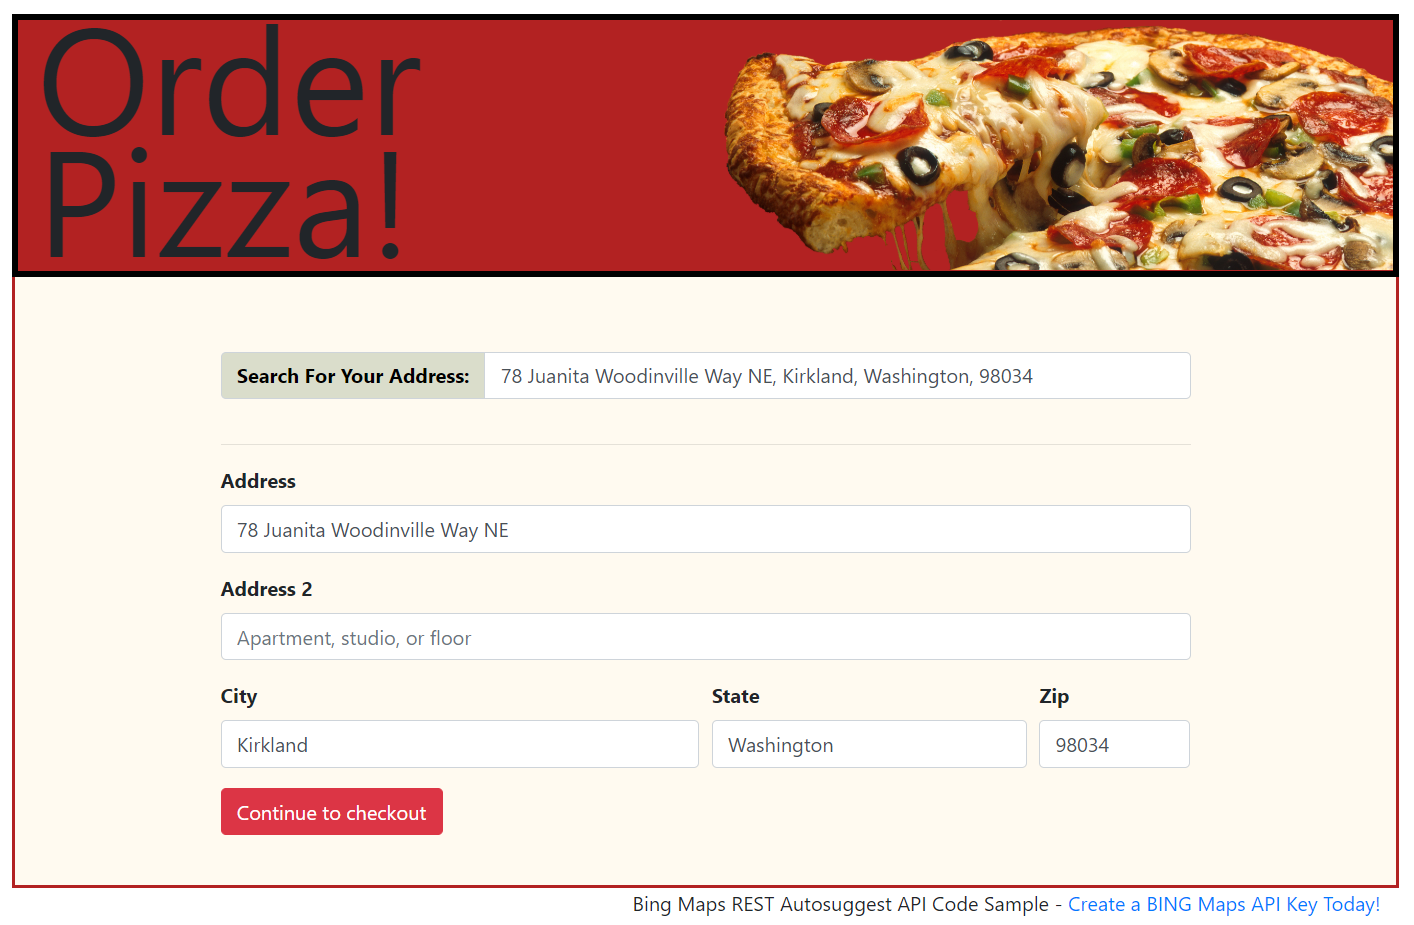 Order
Pizza!
Search For Your Address:
78 Juanita Woodinville Way NE, Kirkland, Washington, 98034
Address
78 Juanita Woodinville Way NE
Address 2
Apartment, studio, or floor
City
State
Zip
Kirkland
Washington
98034
Continue to checkout
Bing Maps REST Autosuggest API Code Sample - Create a BING Maps API Key Today!